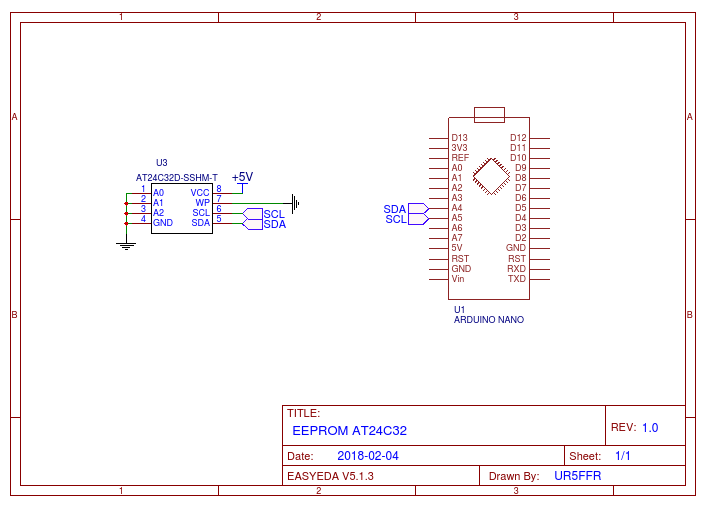 1 2 3
A A
U3
AT24C32D-SSHM-T +5V
1 A0 VCC 8
2 A1 WP 7
3 A2 SCL 6 SCL
4 GND SDA 5 SDA
D13 D12
3V3 D11
REF D10
A0 D9
A1 D8
A2 D7
A3 D6
SDA A4 D5
SCL A5 D4
A6 D3
A7 D2
5V GND
RST RST
GND RXD
Vin TXD
U1
ARDUINO NANO
B B
TITLE:
EEPROM AT24C32
REV: 1.0
Date: 2018-02-04 Sheet: 1/1
EASYEDA V5.1.3 Drawn By: UR5FFR
1 2 3